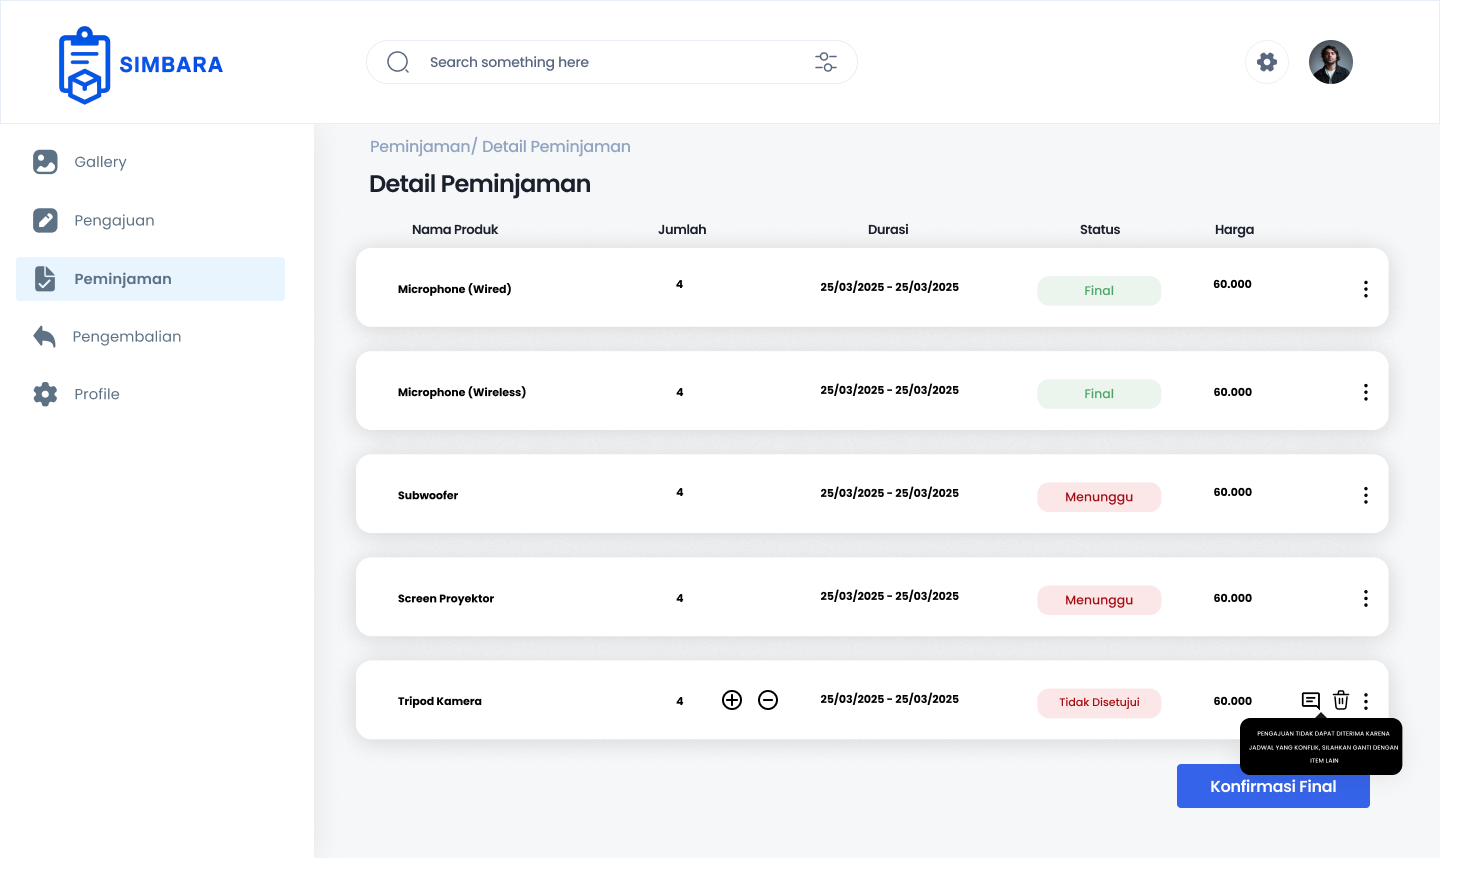 SIMBARA
Search something here
Gallery
Pengajuan
Peminjaman
Pengembalian
Profile
Peminjaman/ Detail Peminjaman
Detail Peminjaman
Nama Produk Jumlah Durasi Status Harga
Microphone (Wired) 4 25/03/2025 - 25/03/2025 Final 60.000
Microphone (Wireless) 4 25/03/2025 - 25/03/2025 Final 60.000
Subwoofer 4 25/03/2025 - 25/03/2025 Menunggu 60.000
Screen Proyektor 4 25/03/2025 - 25/03/2025 Menunggu 60.000
Tripod Kamera 4 25/03/2025 - 25/03/2025 Tidak Disetujui 60.000
PENGAJUAN TIDAK DAPAT DITERIMA KARENA
JADWAL YANG KONFLIK, SILAHKAN GANTI DENGAN
ITEM LAIN
Konfirmasi Final